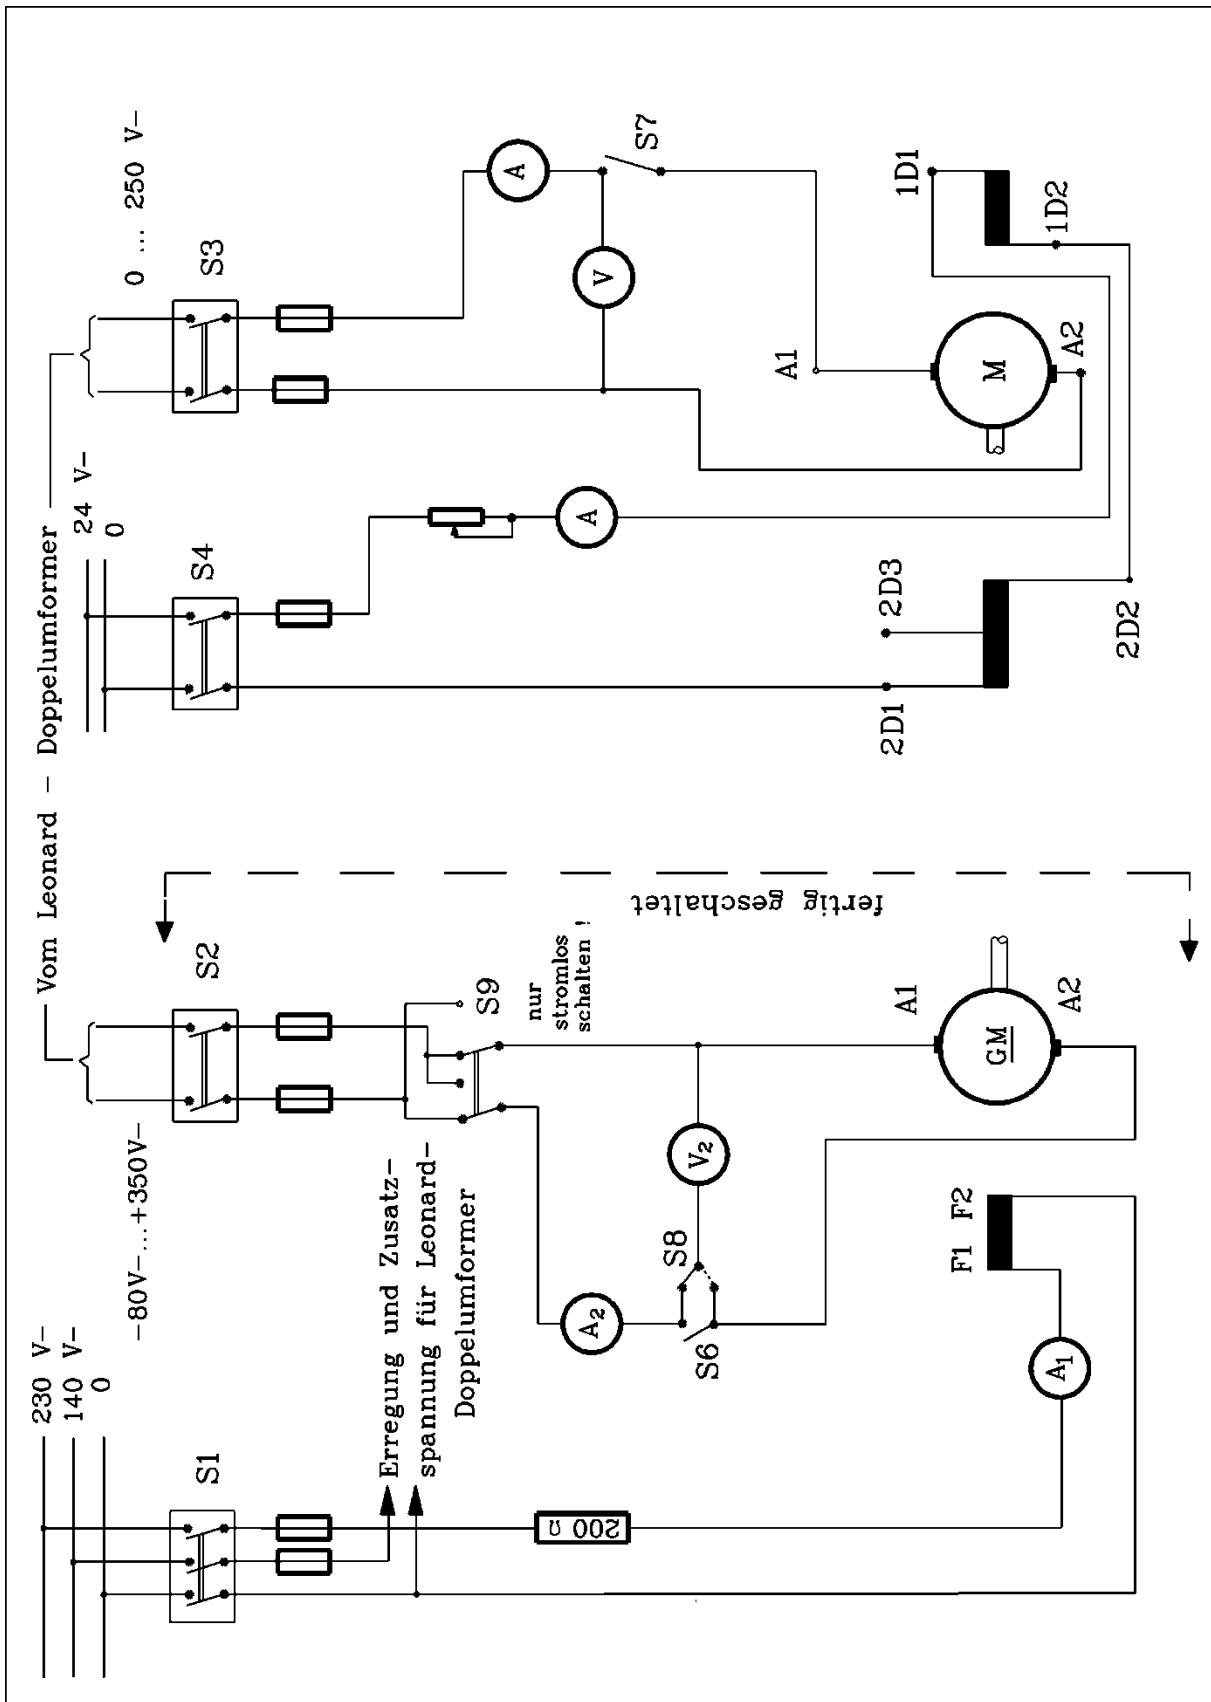 Vom Leonard - Doppelumformer
230 V-
140 V-
0
-80V-...+350V-
24 V-
0
0 ... 250 V-
S1
S2
S4
S3
Erregung und Zusatz-
spannung für Leonard-
Doppelumformer
S9
nur
stromlos
schalten !
fertig geschaltet
200 Ω
A2
S6
S8
V2
A1
F1 F2
A1
GM
A2
A
A
V
S7
2D1
2D3
2D2
A1
M
A2
1D1
1D2